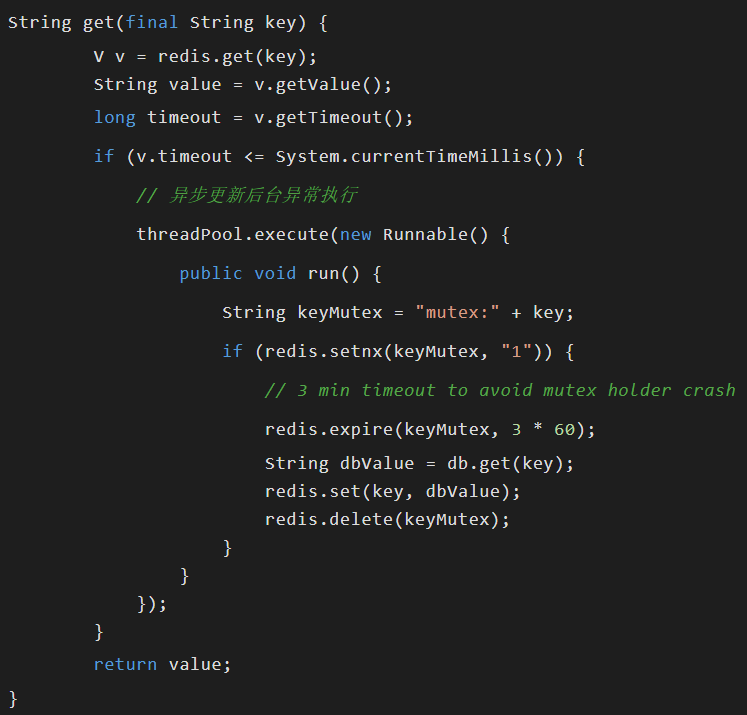 String get(final String key) {
        V v = redis.get(key);
        String value = v.getValue();
        long timeout = v.getTimeout();
        if (v.timeout <= System.currentTimeMillis()) {
            // 异步更新后台异常执行
            threadPool.execute(new Runnable() {
                public void run() {
                    String keyMutex = "mutex:" + key;
                    if (redis.setnx(keyMutex, "1")) {
                        // 3 min timeout to avoid mutex holder crash
                        redis.expire(keyMutex, 3 * 60);
                        String dbValue = db.get(key);
                        redis.set(key, dbValue);
                        redis.delete(keyMutex);
                    }
                }
            });
        }
        return value;
}